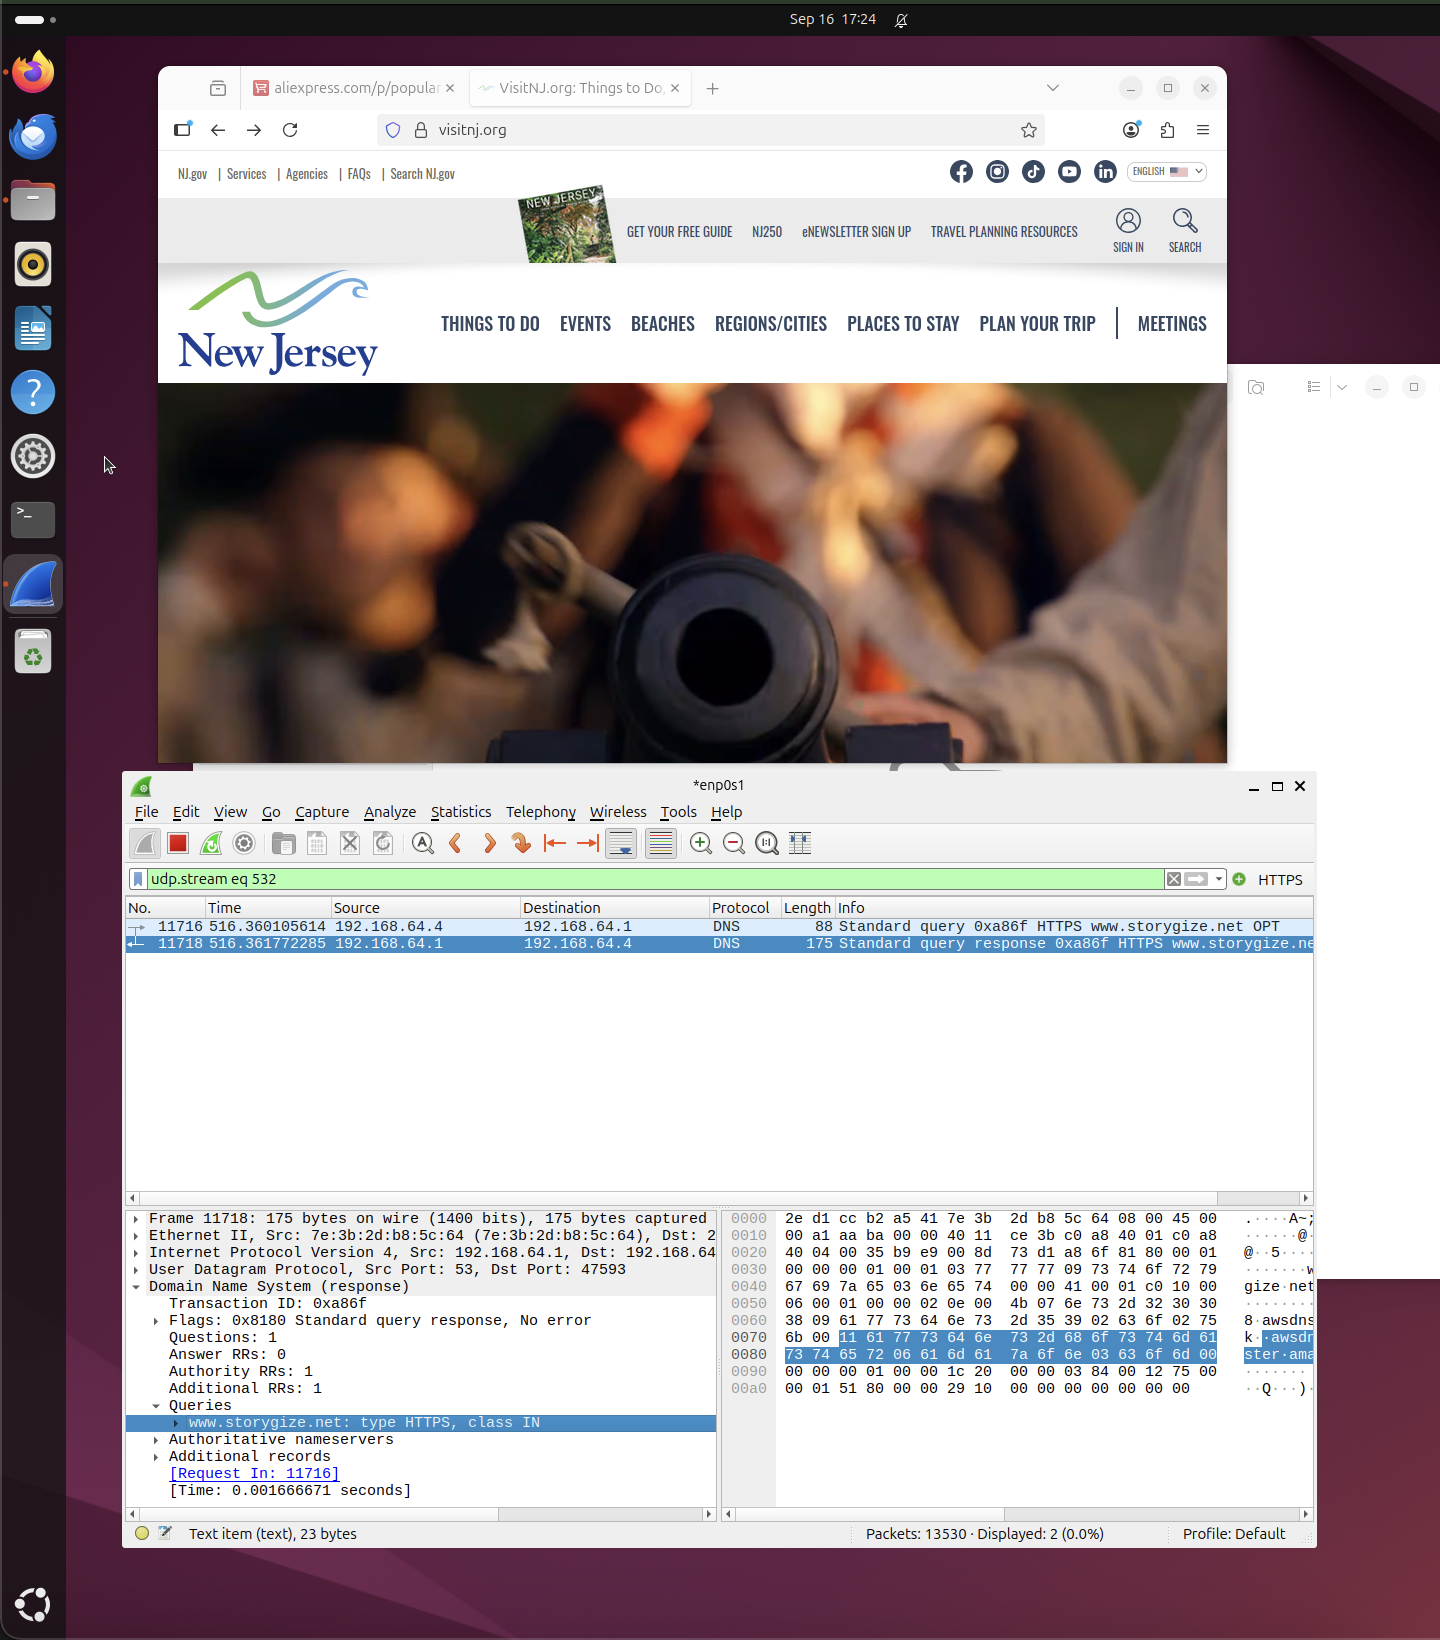 Sep 16 17:24
aliexpress.com/p/popular
VisitNJ.org: Things to Do,
visitnj.org
NJ.gov | Services | Agencies | FAQs | Search NJ.gov
ENGLISH
NEW JERSEY
GET YOUR FREE GUIDE NJ250 eNEWSLETTER SIGN UP TRAVEL PLANNING RESOURCES
SIGN IN SEARCH
New Jersey
THINGS TO DO EVENTS BEACHES REGIONS/CITIES PLACES TO STAY PLAN YOUR TRIP MEETINGS
*enp0s1
File Edit View Go Capture Analyze Statistics Telephony Wireless Tools Help
udp.stream eq 532
HTTPS
No. Time Source Destination Protocol Length Info
11716 516.360105614 192.168.64.4 192.168.64.1 DNS 88 Standard query 0xa86f HTTPS www.storygize.net OPT
11718 516.361772285 192.168.64.1 192.168.64.4 DNS 175 Standard query response 0xa86f HTTPS www.storygize.ne
Frame 11718: 175 bytes on wire (1400 bits), 175 bytes captured
Ethernet II, Src: 7e:3b:2d:b8:5c:64 (7e:3b:2d:b8:5c:64), Dst: 2
Internet Protocol Version 4, Src: 192.168.64.1, Dst: 192.168.64
User Datagram Protocol, Src Port: 53, Dst Port: 47593
Domain Name System (response)
Transaction ID: 0xa86f
Flags: 0x8180 Standard query response, No error
Questions: 1
Answer RRs: 0
Authority RRs: 1
Additional RRs: 1
Queries
www.storygize.net: type HTTPS, class IN
Authoritative nameservers
Additional records
[Request In: 11716]
[Time: 0.001666671 seconds]
0000 2e d1 cc b2 a5 41 7e 3b 2d b8 5c 64 08 00 45 00 .····A~;
0010 00 a1 aa ba 00 00 40 11 ce 3b c0 a8 40 01 c0 a8 ······@·
0020 40 04 00 35 b9 e9 00 8d 73 d1 a8 6f 81 80 00 01 @··5····
0030 00 00 00 01 00 01 03 77 77 77 09 73 74 6f 72 79 ·······w
0040 67 69 7a 65 03 6e 65 74 00 00 41 00 01 c0 10 00 gize·net
0050 06 00 01 00 00 02 0e 00 4b 07 6e 73 2d 32 30 30 ········
0060 38 09 61 77 73 64 6e 73 2d 35 39 02 63 6f 02 75 8·awsdns
0070 6b 00 11 61 77 73 64 6e 73 2d 68 6f 73 74 6d 61 k··awsdn
0080 73 74 65 72 06 61 6d 61 7a 6f 6e 03 63 6f 6d 00 ster·ama
0090 00 00 00 01 00 00 1c 20 00 00 03 84 00 12 75 00 ·······
00a0 00 01 51 80 00 00 29 10 00 00 00 00 00 00 00 ··Q···)·
Text item (text), 23 bytes
Packets: 13530 · Displayed: 2 (0.0%)
Profile: Default